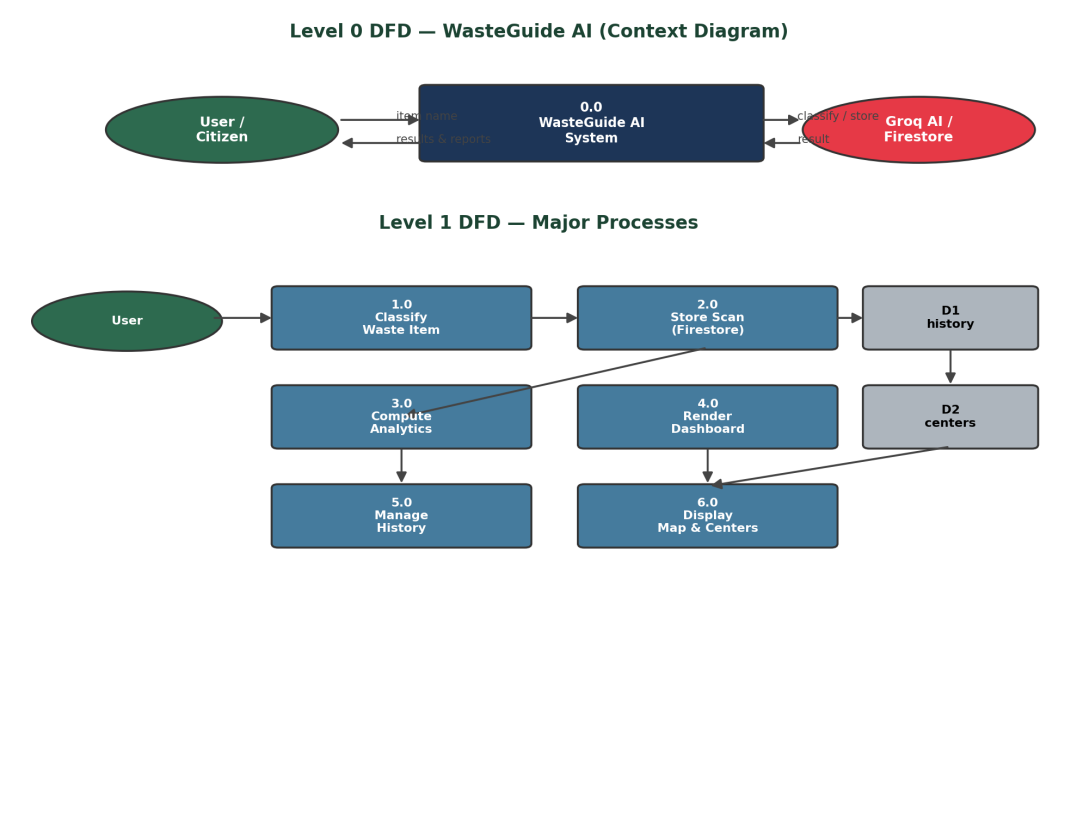 Level 0 DFD — WasteGuide AI (Context Diagram)
User /
Citizen
item name
results & reports
0.0
WasteGuide AI
System
classify / store
result
Groq AI /
Firestore
Level 1 DFD — Major Processes
User
1.0
Classify
Waste Item
2.0
Store Scan
(Firestore)
D1
history
3.0
Compute
Analytics
4.0
Render
Dashboard
D2
centers
5.0
Manage
History
6.0
Display
Map & Centers